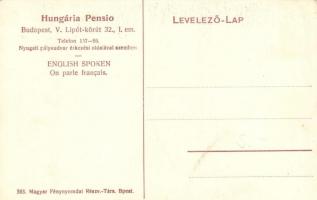 Hungária Pensio
Budapest, V. Lipót-körút 32., I. em.
Telefon 117—95.
Nyugati pályaudvar érkezési oldalával szemben
ENGLISH SPOKEN
On parle français.
LEVELEZŐ-LAP
Magyar Fénynyomdai Részv.-Társ. Bpest.